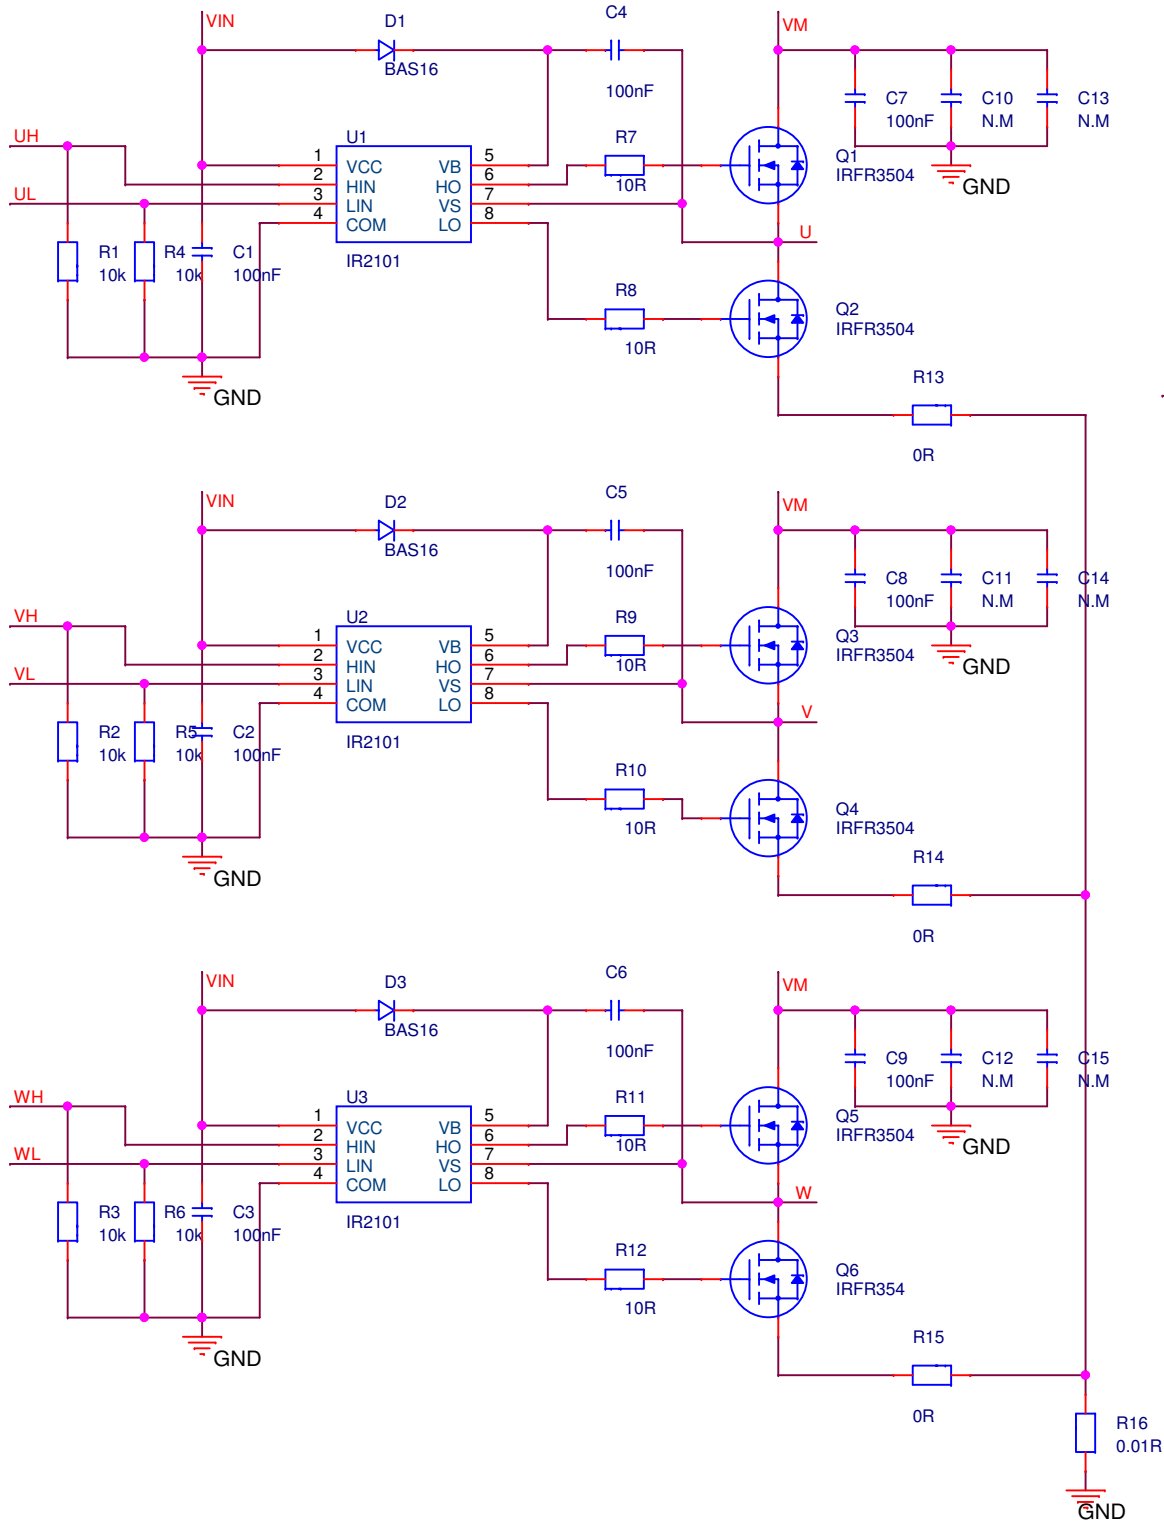 VIN
D1
BAS16
C4
100nF
VM
C7
100nF
C10
N.M
C13
N.M
GND
UH
UL
U1
1 VCC VB 5
2 HIN HO 6
3 LIN VS 7
4 COM LO 8
IR2101
R7
10R
Q1
IRFR3504
U
R1
10k
R4
10k
C1
100nF
GND
R8
10R
Q2
IRFR3504
R13
0R
VIN
D2
BAS16
C5
100nF
VM
C8
100nF
C11
N.M
C14
N.M
GND
VH
VL
U2
1 VCC VB 5
2 HIN HO 6
3 LIN VS 7
4 COM LO 8
IR2101
R9
10R
Q3
IRFR3504
V
R2
10k
R5
10k
C2
100nF
GND
R10
10R
Q4
IRFR3504
R14
0R
VIN
D3
BAS16
C6
100nF
VM
C9
100nF
C12
N.M
C15
N.M
GND
WH
WL
U3
1 VCC VB 5
2 HIN HO 6
3 LIN VS 7
4 COM LO 8
IR2101
R11
10R
Q5
IRFR3504
W
R3
10k
R6
10k
C3
100nF
GND
R12
10R
Q6
IRFR354
R15
0R
R16
0.01R
GND